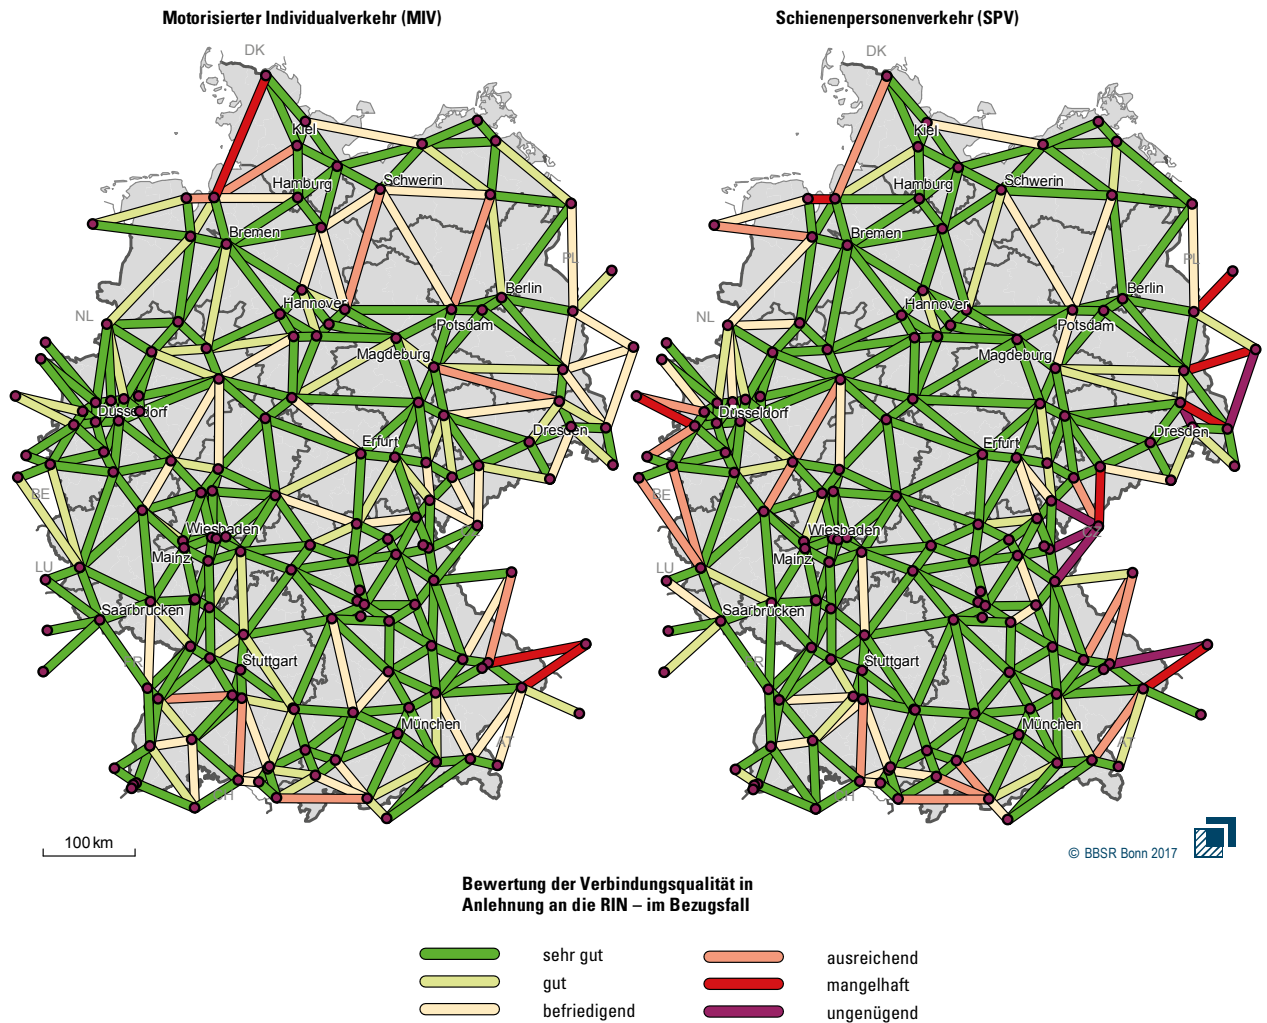 Motorisierter Individualverkehr (MIV)
Schienenpersonenverkehr (SPV)
DK
Kiel
Hamburg
Schwerin
Bremen
PL
Berlin
Hannover
NL
Potsdam
Magdeburg
Düsseldorf
Erfurt
Dresden
BE
Wiesbaden
Mainz
LU
Saarbrücken
Stuttgart
München
AT
CH
DK
Kiel
Hamburg
Schwerin
Bremen
PL
Berlin
Hannover
NL
Potsdam
Magdeburg
Düsseldorf
Erfurt
Dresden
BE
CZ
Wiesbaden
Mainz
LU
Saarbrücken
FR
Stuttgart
München
AT
CH
100 km
© BBSR Bonn 2017
Bewertung der Verbindungsqualität in
Anlehnung an die RIN – im Bezugsfall
sehr gut
gut
befriedigend
ausreichend
mangelhaft
ungenügend